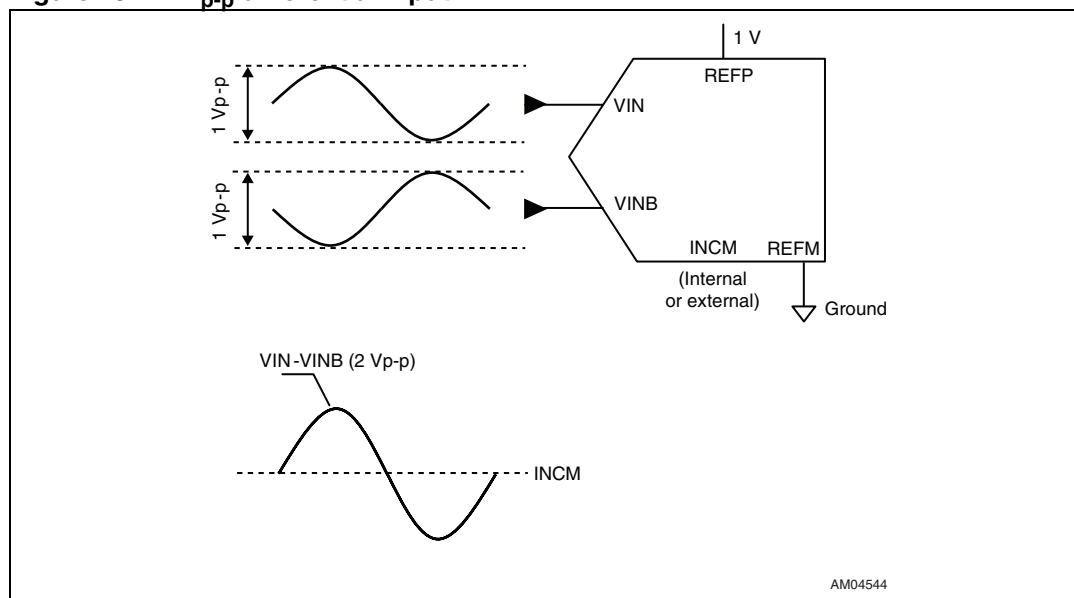 p-p
1 V
REFP
1 Vp-p
VIN
1 Vp-p
VINB
INCM REFM
(Internal
or external)
Ground
VIN-VINB (2 Vp-p)
INCM
AM04544